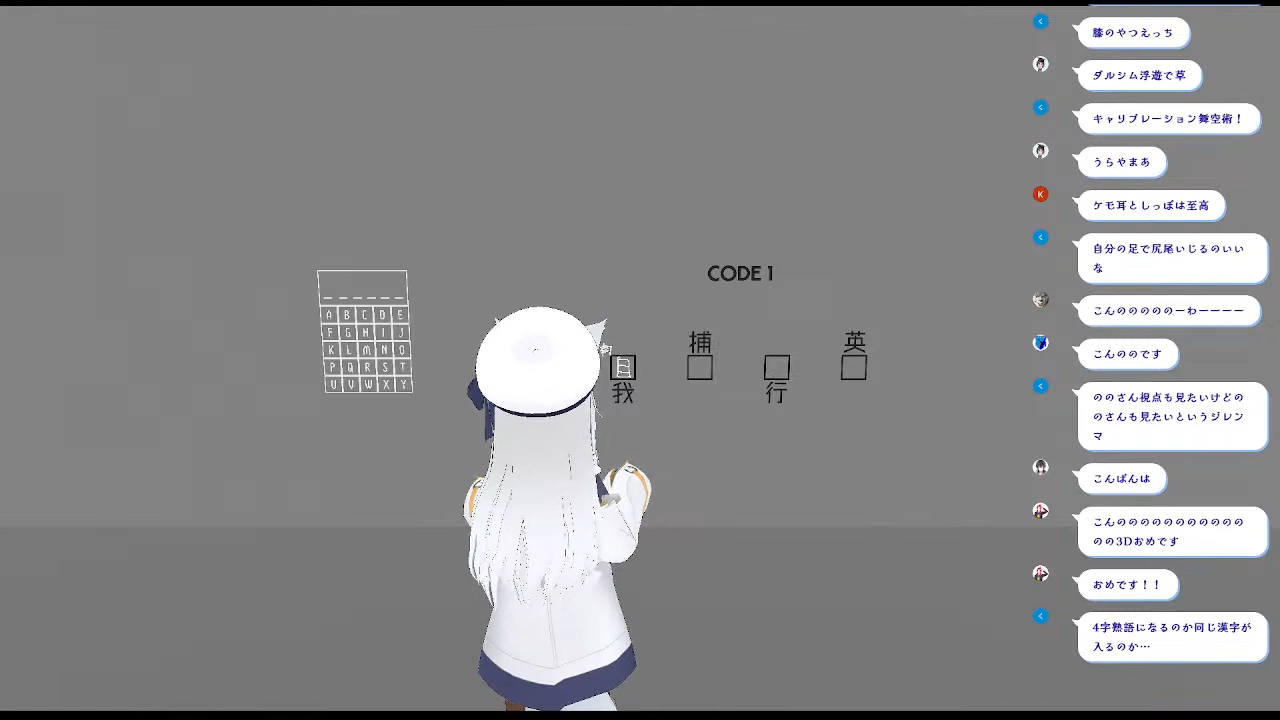 CODE 1
捕
英
自
我
行
A B C D E
F G H I J
K L M N O
P Q R S T
U V W X Y
膝のやつえっち
ダルシム浮遊で草
キャリブレーション舞空術！
うらやまあ
K
ケモ耳としっぽは至高
自分の足で尻尾いじるのいい
な
こんのののののーわーーーー
こんののです
ののさん視点も見たいけどの
のさんも見たいというジレン
マ
こんばんは
こんののののののののののの
のの3Dおめです
おめです！！
4字熟語になるのか同じ漢字が
入るのか…